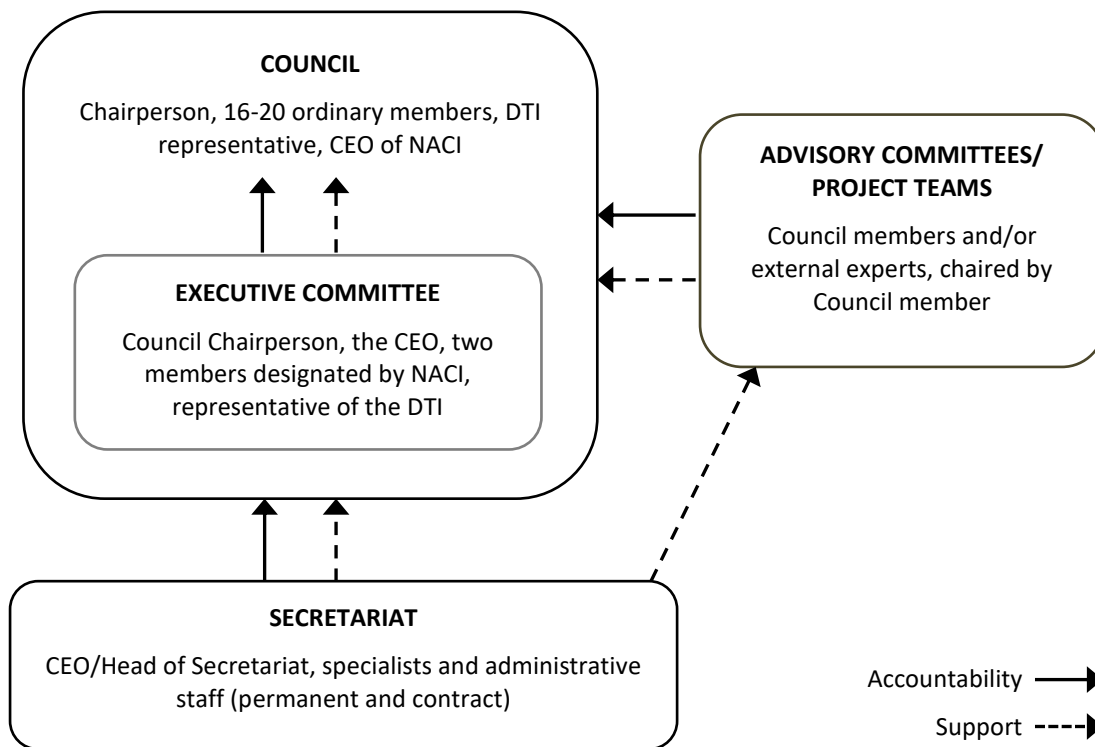 COUNCIL
Chairperson, 16-20 ordinary members, DTI
representative, CEO of NACI
EXECUTIVE COMMITTEE
Council Chairperson, the CEO, two
members designated by NACI,
representative of the DTI
ADVISORY COMMITTEES/
PROJECT TEAMS
Council members and/or
external experts, chaired by
Council member
SECRETARIAT
CEO/Head of Secretariat, specialists and administrative
staff (permanent and contract)
Accountability
Support